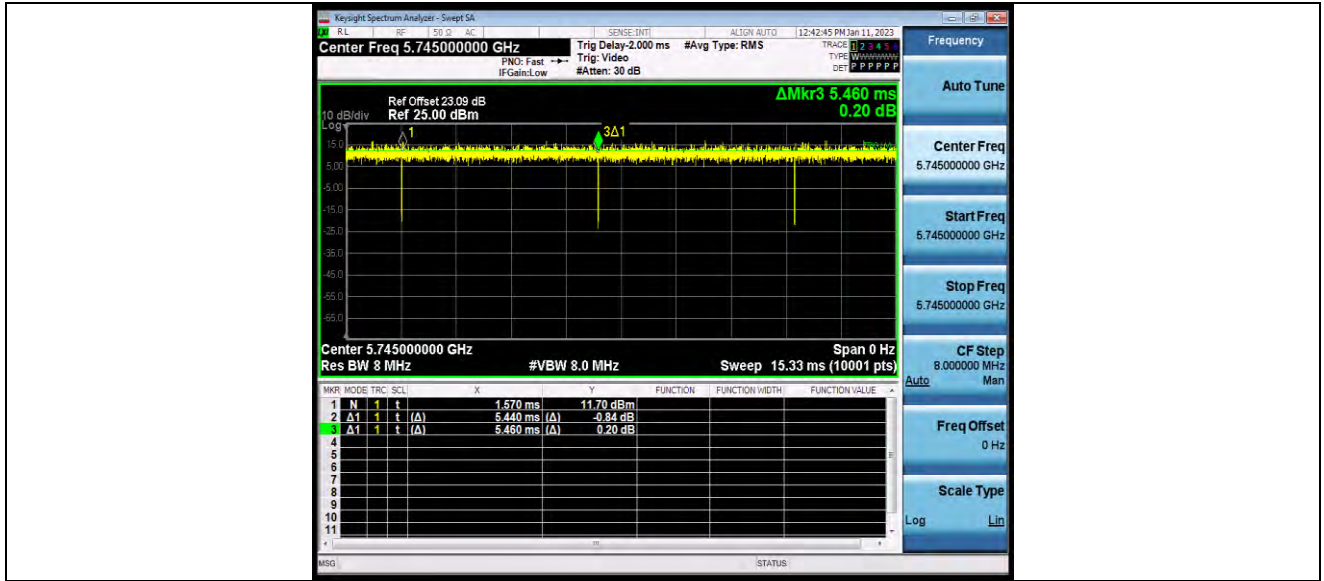 Keysight Spectrum Analyzer - Swept SA
RL RF 50 Ω AC SENSE:INT ALIGN AUTO 12:42:45 PM Jan 11, 2023
Center Freq 5.745000000 GHz
PNO: Fast
IFGain:Low
Trig Delay-2.000 ms
Trig: Video
#Atten: 30 dB
#Avg Type: RMS
TRACE 1 2 3 4 5 6
TYPE WWWWWW
DET P P P P P P
ΔMkr3 5.460 ms
0.20 dB
Ref Offset 23.09 dB
10 dB/div Ref 25.00 dBm
Log
15.0
5.00
-5.00
-15.0
-25.0
-35.0
-45.0
-55.0
-65.0
1
3Δ1
Center 5.745000000 GHz Span 0 Hz
Res BW 8 MHz #VBW 8.0 MHz Sweep 15.33 ms (10001 pts)
MKR MODE TRC SCL X Y FUNCTION FUNCTION WIDTH FUNCTION VALUE
1 N 1 t 1.570 ms 11.70 dBm
2 Δ1 1 t (Δ) 5.440 ms (Δ) -0.84 dB
3 Δ1 1 t (Δ) 5.460 ms (Δ) 0.20 dB
4
5
6
7
8
9
10
11
MSG STATUS
Frequency
Auto Tune
Center Freq
5.745000000 GHz
Start Freq
5.745000000 GHz
Stop Freq
5.745000000 GHz
CF Step
8.000000 MHz
Auto Man
Freq Offset
0 Hz
Scale Type
Log Lin